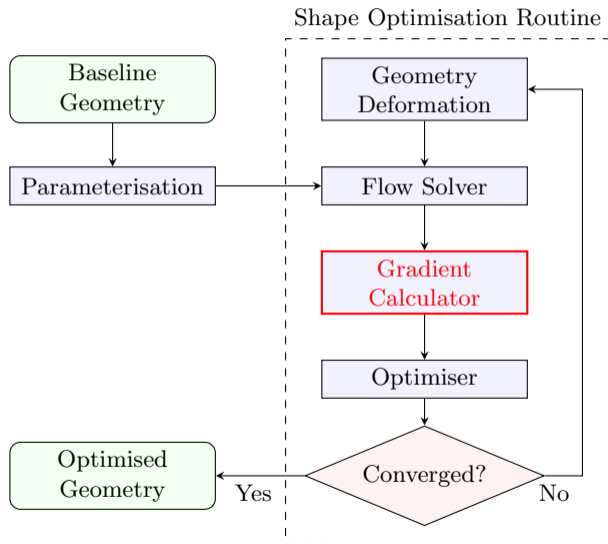 Shape Optimisation Routine
Baseline
Geometry
Geometry
Deformation
Parameterisation
Flow Solver
Gradient
Calculator
Optimiser
Converged?
Optimised
Geometry
Yes
No